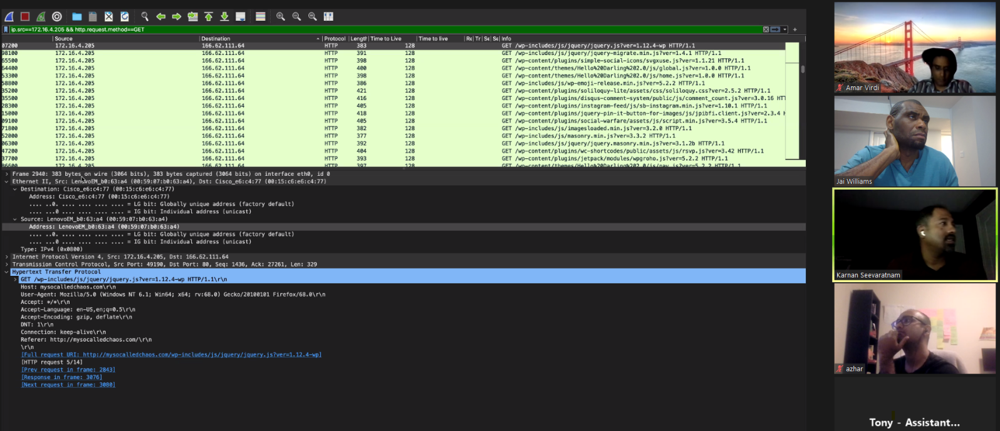 ip.src==172.16.4.205 && http.request.method==GET
Source Destination Protocol Length Time to Live Time to live Re Tr Se Se Info
07200 172.16.4.205 166.62.111.64 HTTP 383 128 GET /wp-includes/js/jquery/jquery.js?ver=1.12.4-wp HTTP/1.1
98100 172.16.4.205 166.62.111.64 HTTP 391 128 GET /wp-includes/js/jquery/jquery-migrate.min.js?ver=1.4.1 HTTP/1.1
65500 172.16.4.205 166.62.111.64 HTTP 398 128 GET /wp-content/plugins/simple-social-icons/svgxuse.js?ver=1.1.21 HTTP/1.1
64400 172.16.4.205 166.62.111.64 HTTP 400 128 GET /wp-content/themes/Hello%20Darling%202.0/js/global.js?ver=1.0.0 HTTP/1.1
53300 172.16.4.205 166.62.111.64 HTTP 398 128 GET /wp-content/themes/Hello%20Darling%202.0/js/home.js?ver=1.0.0 HTTP/1.1
58800 172.16.4.205 166.62.111.64 HTTP 386 128 GET /wp-includes/js/wp-emoji-release.min.js?ver=5.2.2 HTTP/1.1
35200 172.16.4.205 166.62.111.64 HTTP 421 128 GET /wp-content/plugins/soliloquy-lite/assets/css/soliloquy.css?ver=2.5.2 HTTP/1.1
35500 172.16.4.205 166.62.111.64 HTTP 416 128 GET /wp-content/plugins/disqus-comment-system/public/js/comment_count.js?ver=3.0.16 HTT
28300 172.16.4.205 166.62.111.64 HTTP 405 128 GET /wp-content/plugins/instagram-feed/js/sb-instagram.min.js?ver=1.10.1 HTTP/1.1
15000 172.16.4.205 166.62.111.64 HTTP 418 128 GET /wp-content/plugins/jquery-pin-it-button-for-images/js/jpibfi.client.js?ver=2.3.4 H
09100 172.16.4.205 166.62.111.64 HTTP 405 128 GET /wp-content/plugins/social-warfare/assets/js/script.min.js?ver=3.5.4 HTTP/1.1
71800 172.16.4.205 166.62.111.64 HTTP 382 128 GET /wp-includes/js/imagesloaded.min.js?ver=3.2.0 HTTP/1.1
52000 172.16.4.205 166.62.111.64 HTTP 377 128 GET /wp-includes/js/masonry.min.js?ver=3.3.2 HTTP/1.1
06300 172.16.4.205 166.62.111.64 HTTP 392 128 GET /wp-includes/js/jquery/jquery.masonry.min.js?ver=3.1.2b HTTP/1.1
47200 172.16.4.205 166.62.111.64 HTTP 404 128 GET /wp-content/plugins/wc-shortcodes/public/assets/js/rsvp.js?ver=3.42 HTTP/1.1
37700 172.16.4.205 166.62.111.64 HTTP 393 128 GET /wp-content/plugins/jetpack/modules/wpgroho.js?ver=5.2.2 HTTP/1.1
86600 172.16.4.205 166.62.111.64 HTTP 397 128 GET /wp-content/themes/Hello%20Darling%202.0/js/nav.js?ver=5.2.2 HTTP/1.1
Frame 2940: 383 bytes on wire (3064 bits), 383 bytes captured (3064 bits) on interface eth0, id 0
Ethernet II, Src: LenovoEM_b0:63:a4 (00:59:07:b0:63:a4), Dst: Cisco_e6:c4:77 (00:15:c6:e6:c4:77)
Destination: Cisco_e6:c4:77 (00:15:c6:e6:c4:77)
Address: Cisco_e6:c4:77 (00:15:c6:e6:c4:77)
.... ..0. .... .... .... .... = LG bit: Globally unique address (factory default)
.... ...0 .... .... .... .... = IG bit: Individual address (unicast)
Source: LenovoEM_b0:63:a4 (00:59:07:b0:63:a4)
Address: LenovoEM_b0:63:a4 (00:59:07:b0:63:a4)
.... ..0. .... .... .... .... = LG bit: Globally unique address (factory default)
.... ...0 .... .... .... .... = IG bit: Individual address (unicast)
Type: IPv4 (0x0800)
Internet Protocol Version 4, Src: 172.16.4.205, Dst: 166.62.111.64
Transmission Control Protocol, Src Port: 49190, Dst Port: 80, Seq: 1436, Ack: 27261, Len: 329
Hypertext Transfer Protocol
GET /wp-includes/js/jquery/jquery.js?ver=1.12.4-wp HTTP/1.1\r\n
Host: mysocalledchaos.com\r\n
User-Agent: Mozilla/5.0 (Windows NT 6.1; Win64; x64; rv:68.0) Gecko/20100101 Firefox/68.0\r\n
Accept: */*\r\n
Accept-Language: en-US,en;q=0.5\r\n
Accept-Encoding: gzip, deflate\r\n
DNT: 1\r\n
Connection: keep-alive\r\n
Referer: http://mysocalledchaos.com/\r\n
\r\n
[Full request URI: http://mysocalledchaos.com/wp-includes/js/jquery/jquery.js?ver=1.12.4-wp]
[HTTP request 5/14]
[Prev request in frame: 2843]
[Response in frame: 3076]
[Next request in frame: 3080]
Amar Virdi
Jai Williams
Karnan Seevaratnam
azhar
Tony - Assistant...